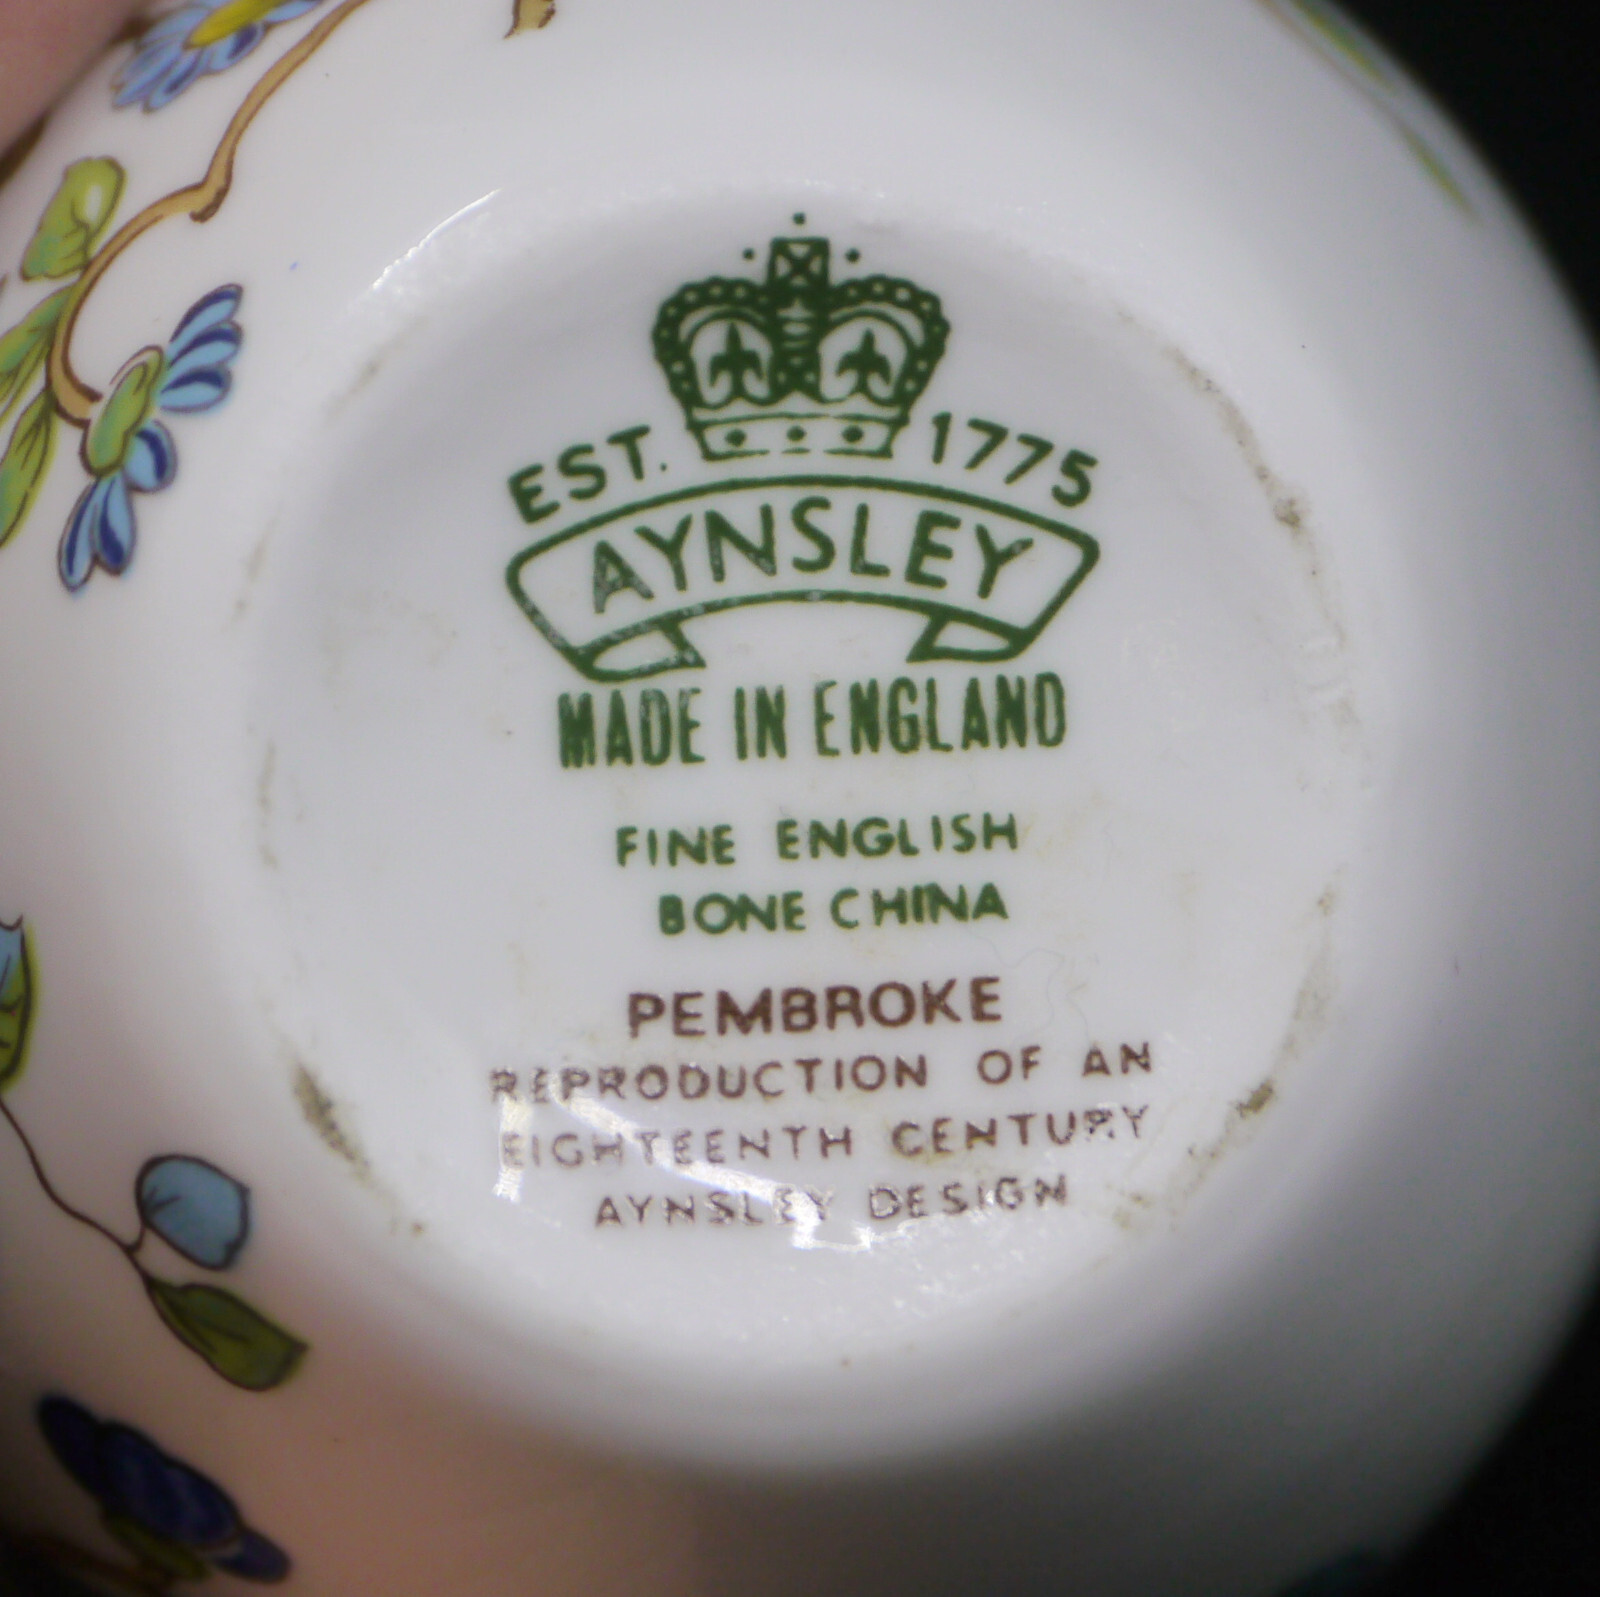 EST. 1775
AYNSLEY
MADE IN ENGLAND
FINE ENGLISH
BONE CHINA
PEMBROKE
REPRODUCTION OF AN
EIGHTEENTH CENTURY
AYNSLEY DESIGN